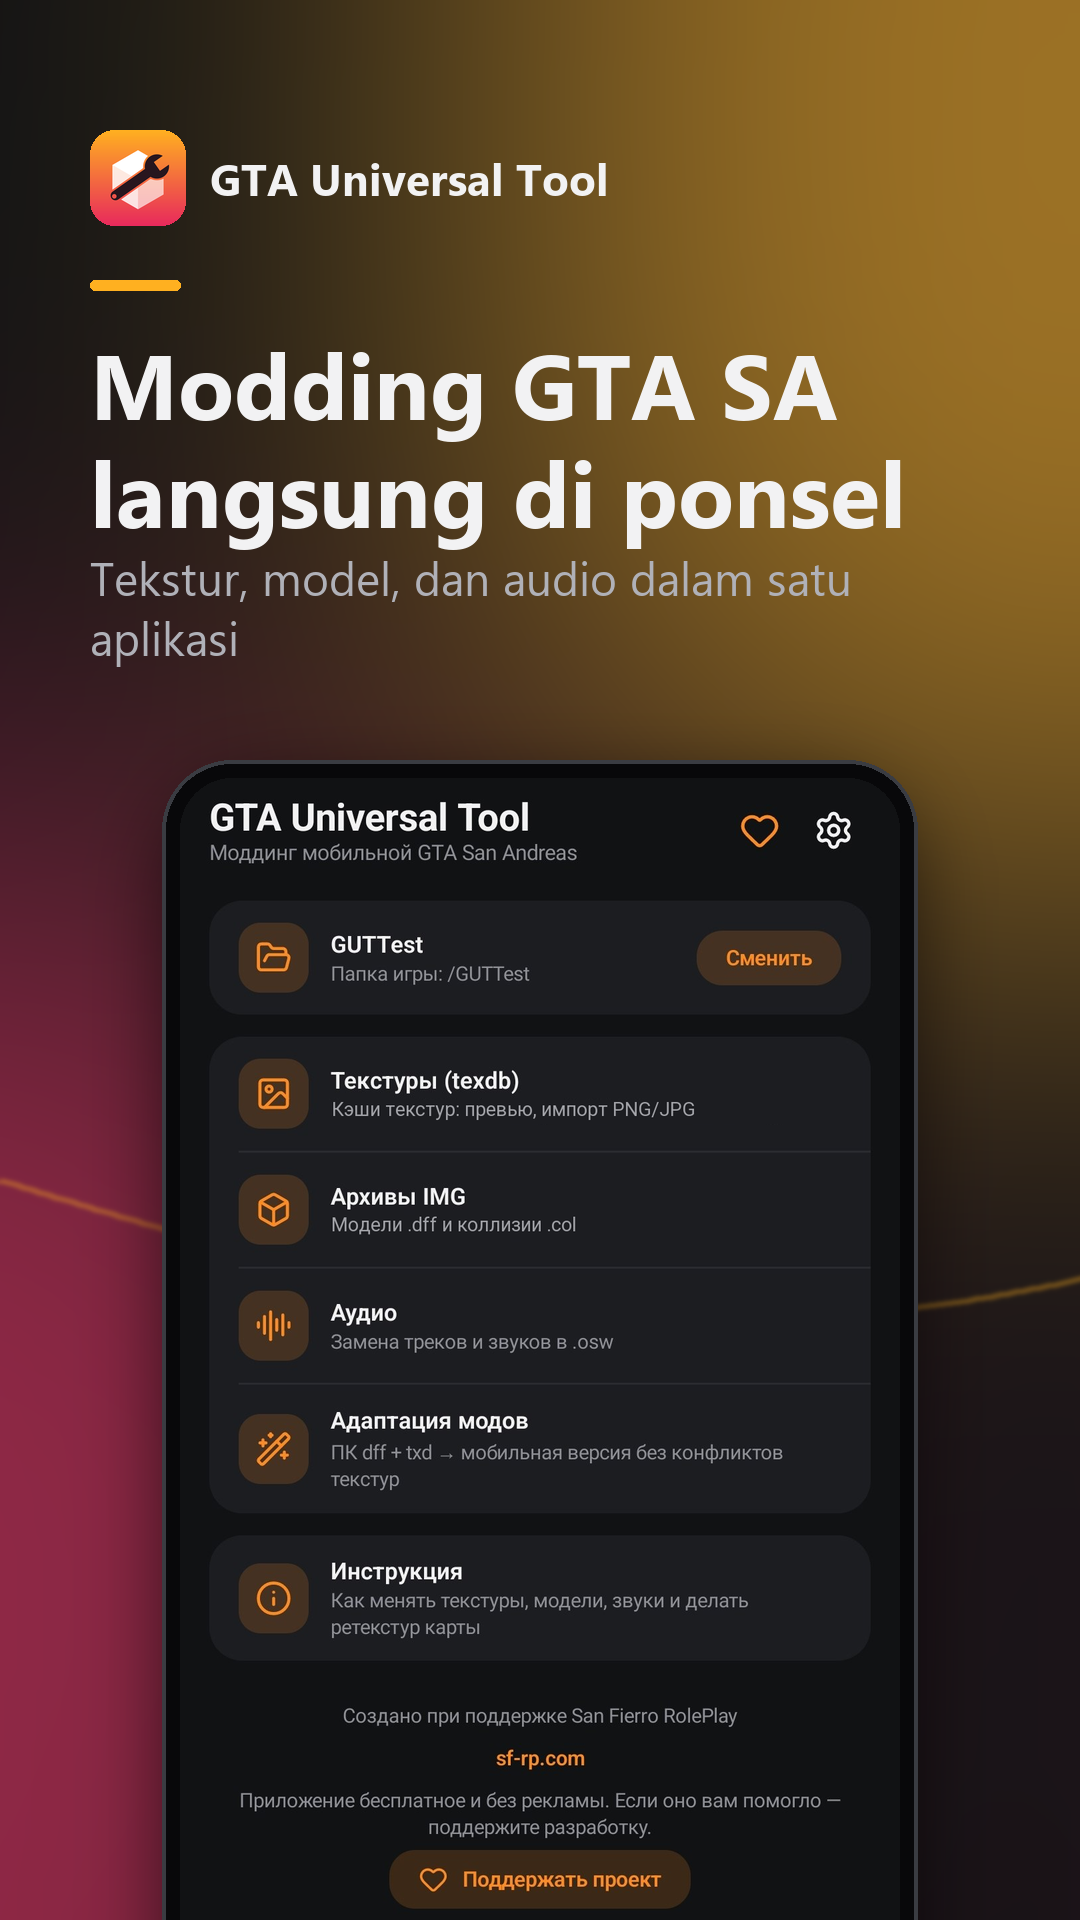 GTA Universal Tool
Modding GTA SA
langsung di ponsel
Tekstur, model, dan audio dalam satu
aplikasi
GTA Universal Tool
Моддинг мобильной GTA San Andreas
GUTTest
Папка игры: /GUTTest
Сменить
Текстуры (texdb)
Кэши текстур: превью, импорт PNG/JPG
Архивы IMG
Модели .dff и коллизии .col
Аудио
Замена треков и звуков в .osw
Адаптация модов
ПК dff + txd → мобильная версия без конфликтов
текстур
Инструкция
Как менять текстуры, модели, звуки и делать
ретекстур карты
Создано при поддержке San Fierro RolePlay
sf-rp.com
Приложение бесплатное и без рекламы. Если оно вам помогло —
поддержите разработку.
Поддержать проект